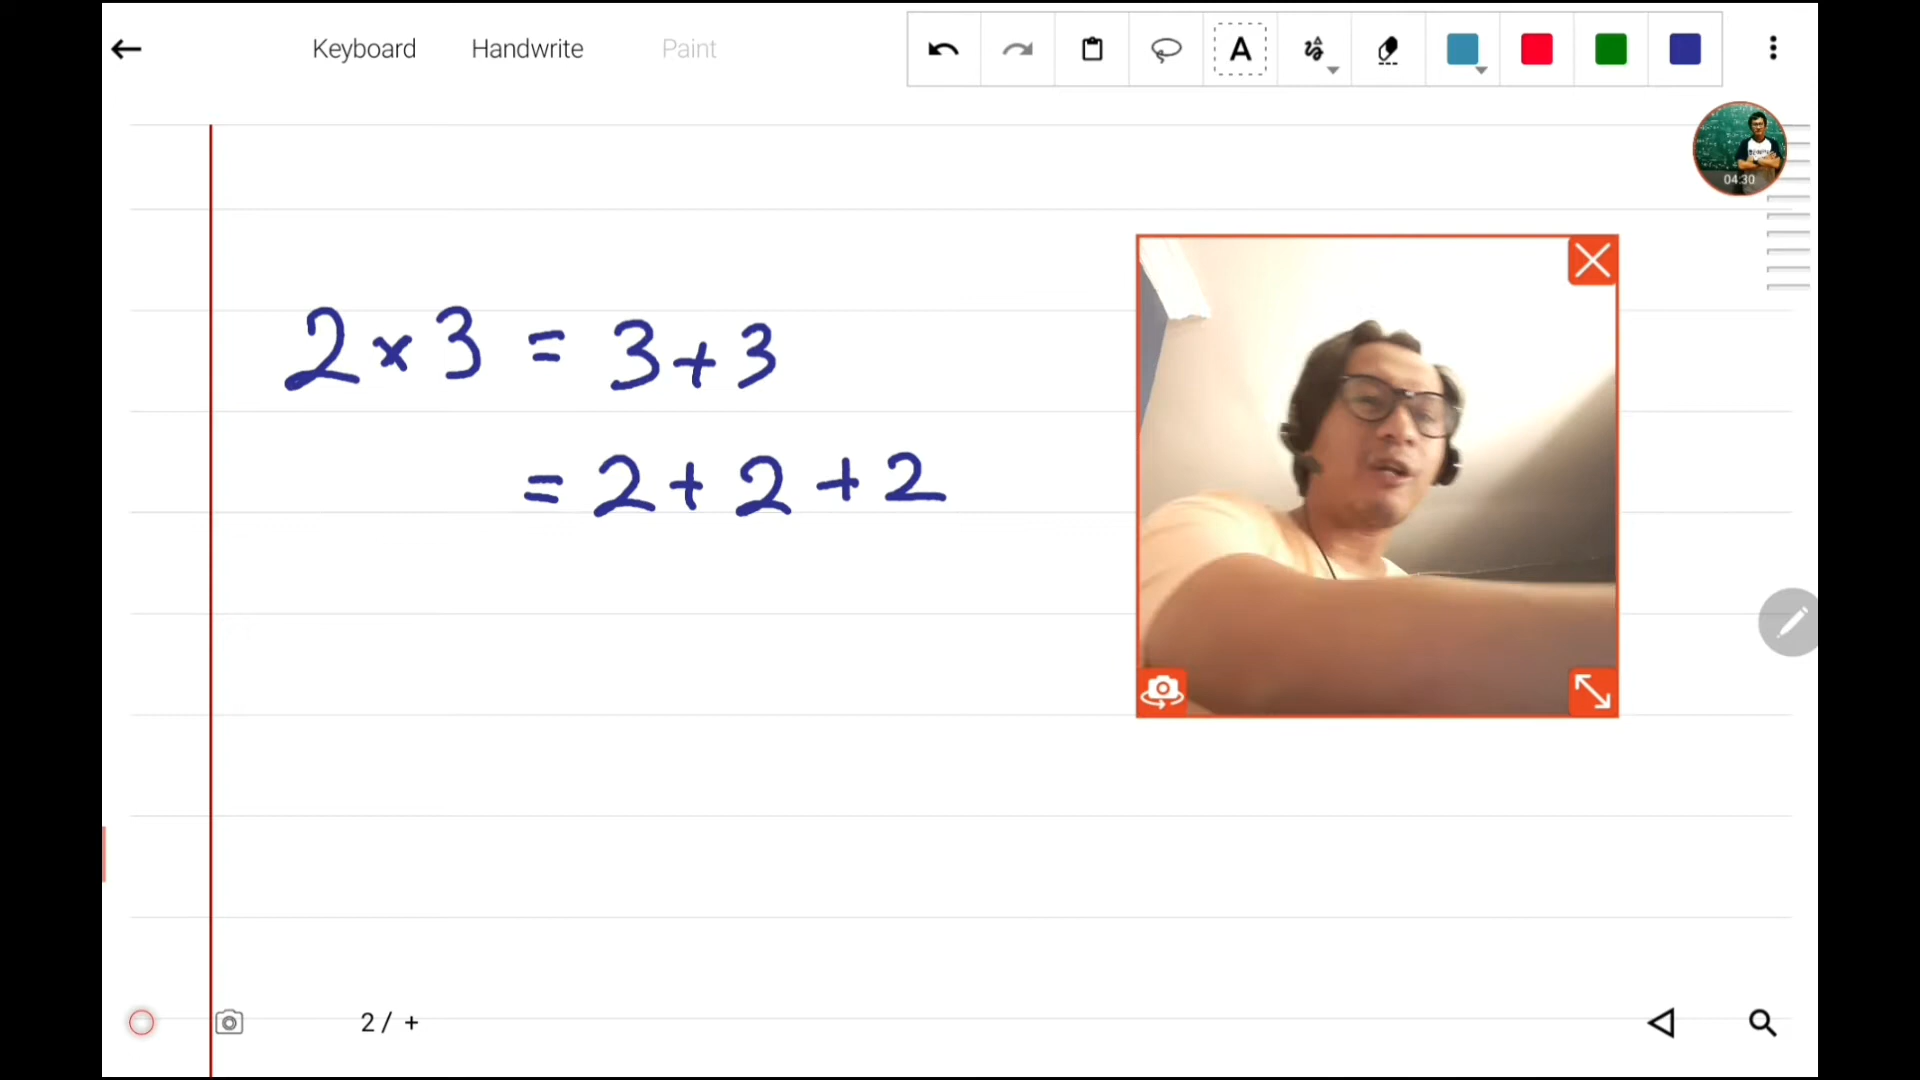 Keyboard Handwrite Paint A
04:30
2 × 3 = 3 + 3
= 2 + 2 + 2
2 / +